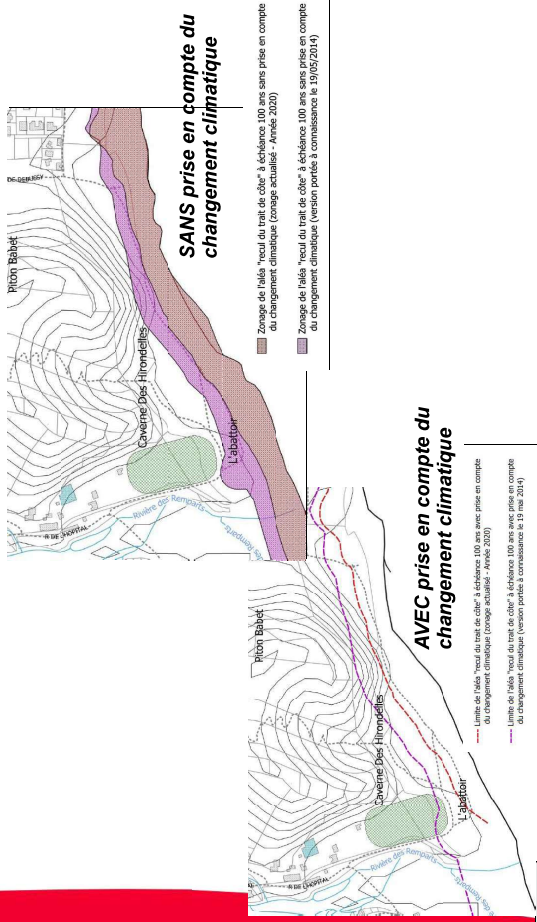 SANS prise en compte du
changement climatique
Zonage de l'aléa "recul du trait de côte" à échéance 100 ans sans prise en compte
du changement climatique (zonage actualisé - Année 2020)
Zonage de l'aléa "recul du trait de côte" à échéance 100 ans sans prise en compte
du changement climatique (version portée à connaissance le 19/05/2014)
DE DEBUSSY
Piton Babet
Caverne Des Hirondelles
L'abattoir
Rivière des Remparts
R DE L'HOPITAL
Remparts
AVEC prise en compte du
changement climatique
Limite de l'aléa "recul du trait de côte" à échéance 100 ans avec prise en compte
du changement climatique (zonage actualisé - Année 2020)
Limite de l'aléa "recul du trait de côte" à échéance 100 ans avec prise en compte
du changement climatique (version portée à connaissance le 19 mai 2014)
Piton Babet
Caverne Des Hirondelles
L'abattoir
Rivière des Remparts
R DE L'HOPITAL
des Remparts